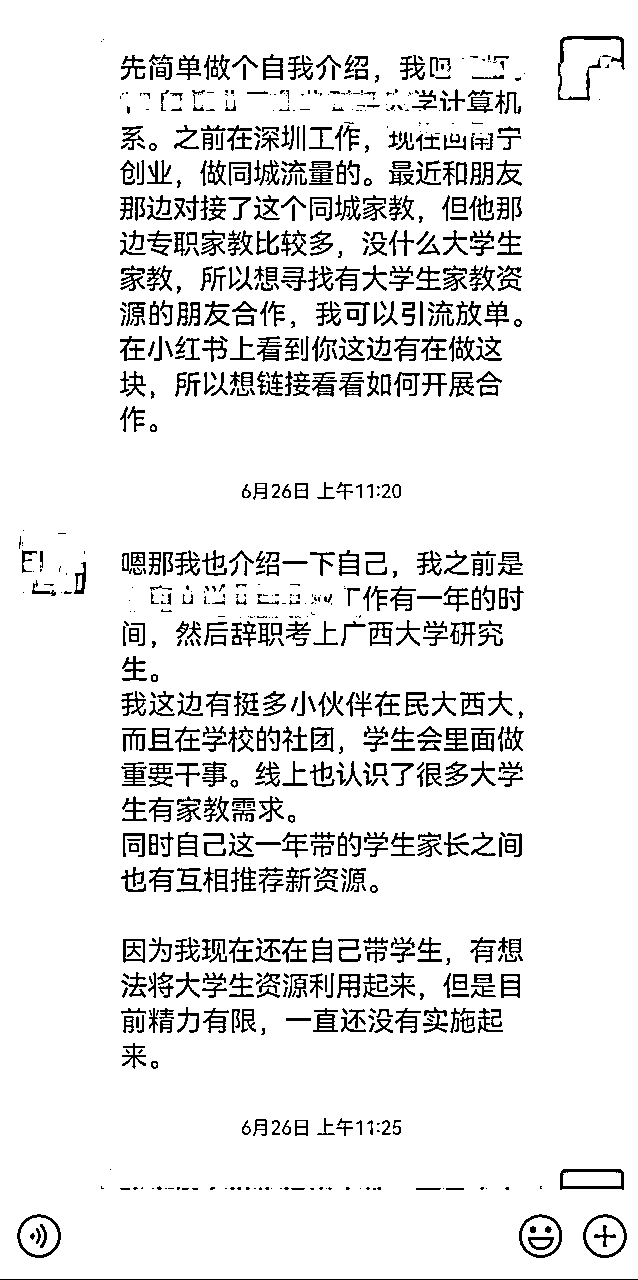 先简单做个自我介绍，我
学计算机
系。之前在深圳工作，现在回南宁
创业，做同城流量的。最近和朋友
那边对接了这个同城家教，但他那
边专职家教比较多，没什么大学生
家教，所以想寻找有大学生家教资
源的朋友合作，我可以引流放单。
在小红书上看到你这边有在做这
块，所以想链接看看如何开展合
作。
6月26日 上午11:20
嗯那我也介绍一下自己，我之前是
工作有一年的时
间，然后辞职考上广西大学研究
生。
我这边有挺多小伙伴在民大西大，
而且在学校的社团，学生会里面做
重要干事。线上也认识了很多大学
生有家教需求。
同时自己这一年带的学生家长之间
也有互相推荐新资源。
因为我现在还在自己带学生，有想
法将大学生资源利用起来，但是目
前精力有限，一直还没有实施起
来。
6月26日 上午11:25